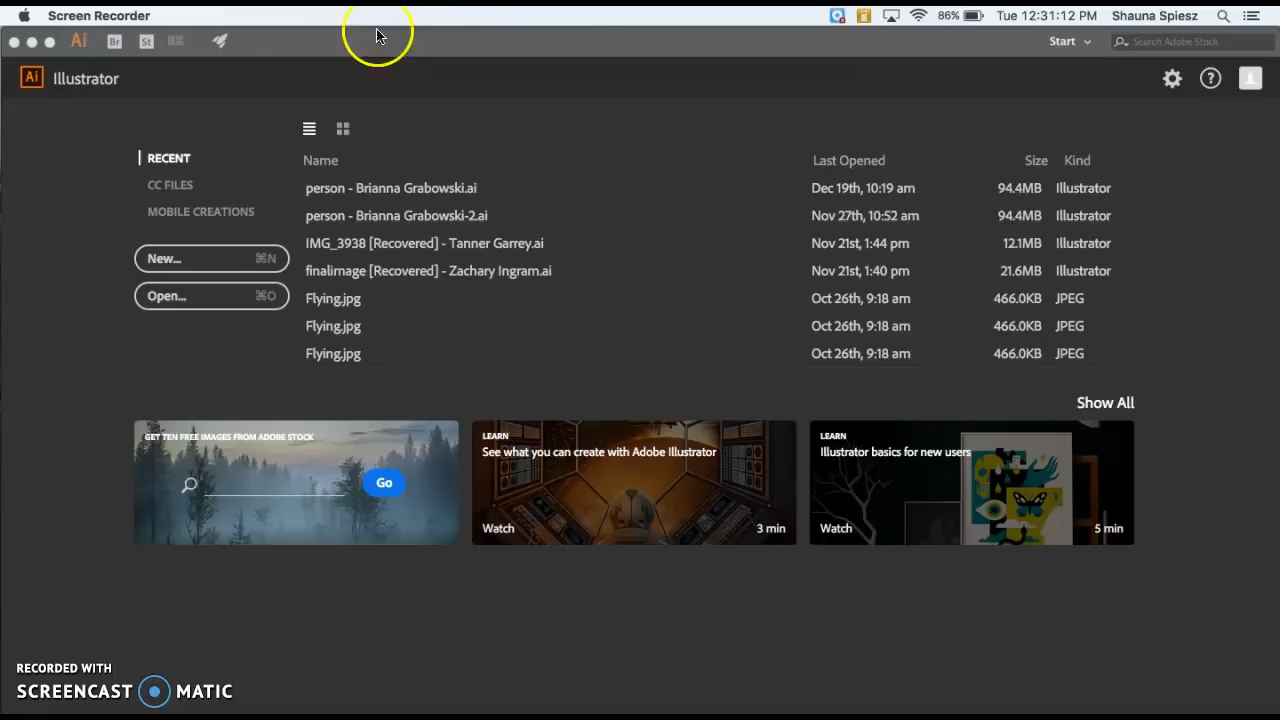 Screen Recorder 86% Tue 12:31:12 PM Shauna Spiesz
Ai Br St Start Search Adobe Stock
Ai Illustrator
RECENT
CC FILES
MOBILE CREATIONS
New... ⌘N
Open... ⌘O
Name Last Opened Size Kind
person - Brianna Grabowski.ai Dec 19th, 10:19 am 94.4MB Illustrator
person - Brianna Grabowski-2.ai Nov 27th, 10:52 am 94.4MB Illustrator
IMG_3938 [Recovered] - Tanner Garrey.ai Nov 21st, 1:44 pm 12.1MB Illustrator
finalimage [Recovered] - Zachary Ingram.ai Nov 21st, 1:40 pm 21.6MB Illustrator
Flying.jpg Oct 26th, 9:18 am 466.0KB JPEG
Flying.jpg Oct 26th, 9:18 am 466.0KB JPEG
Flying.jpg Oct 26th, 9:18 am 466.0KB JPEG
Show All
GET TEN FREE IMAGES FROM ADOBE STOCK
Go
LEARN
See what you can create with Adobe Illustrator
Watch 3 min
LEARN
Illustrator basics for new users
Watch 5 min
RECORDED WITH
SCREENCAST MATIC